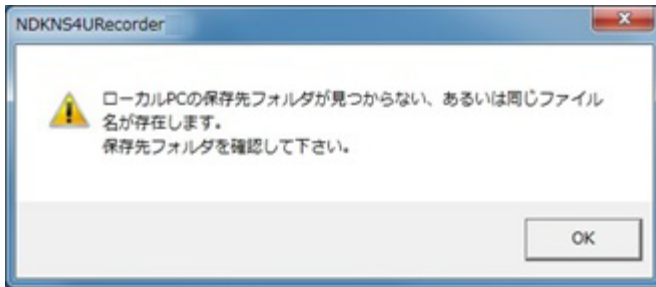 NDKNS4URecorder
ローカルPCの保存先フォルダが見つからない、あるいは同じファイル
名が存在します。
保存先フォルダを確認して下さい。
OK